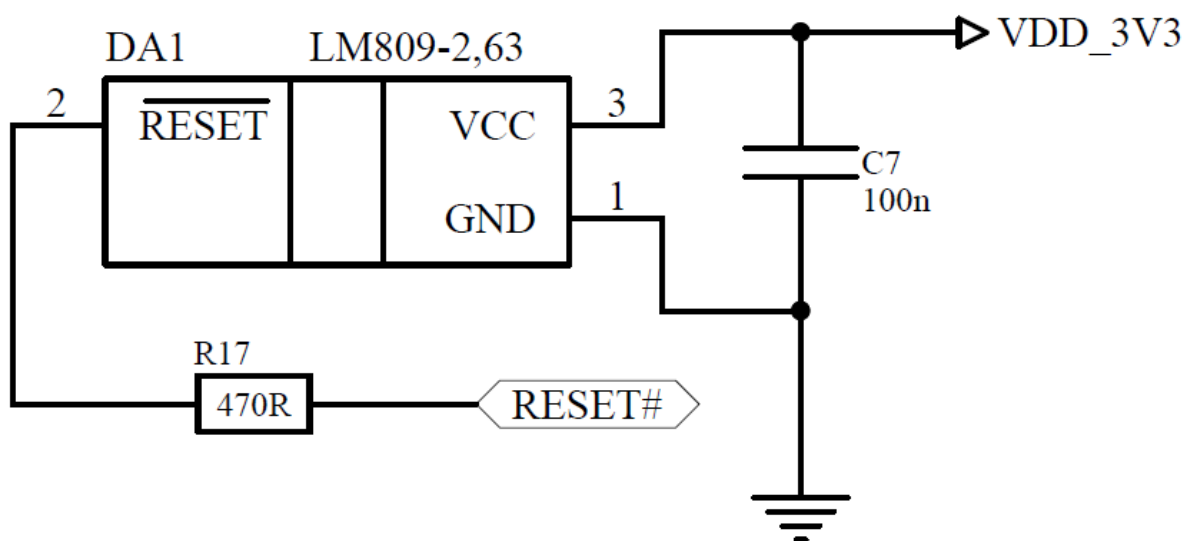 DA1 LM809-2,63
VDD_3V3
2 RESET VCC 3
GND 1
C7
100n
R17
470R
RESET#